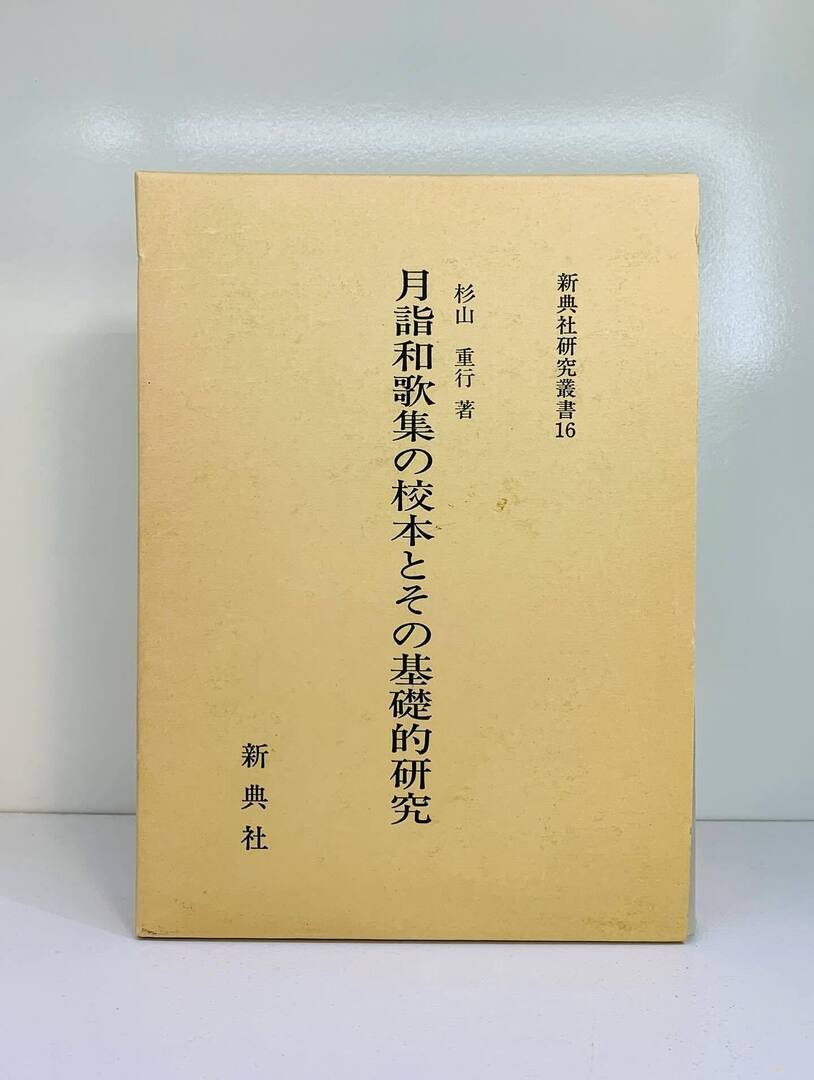 新典社研究叢書16
杉山 重行 著
月詣和歌集の校本とその基礎的研究
新典社